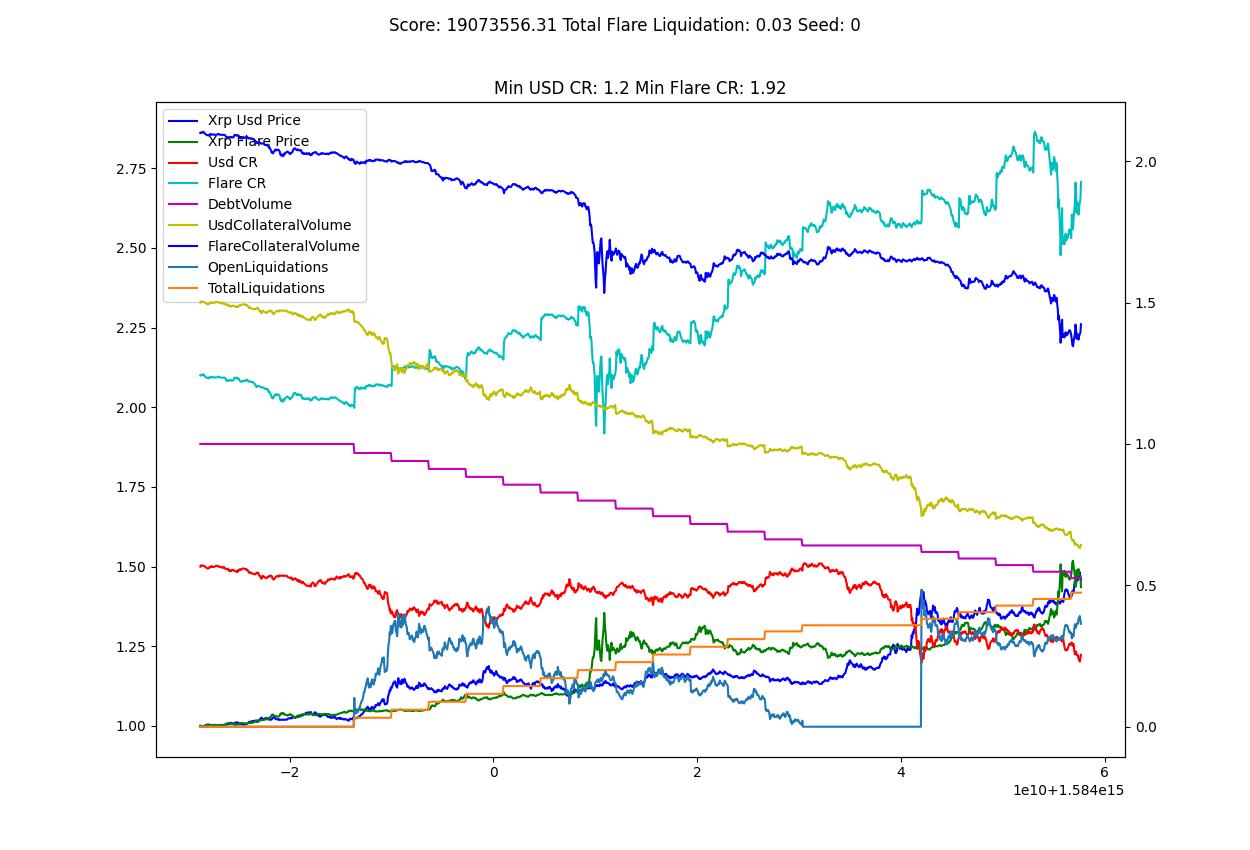 Score: 19073556.31 Total Flare Liquidation: 0.03 Seed: 0
Min USD CR: 1.2 Min Flare CR: 1.92
Xrp Usd Price
Xrp Flare Price
Usd CR
Flare CR
DebtVolume
UsdCollateralVolume
FlareCollateralVolume
OpenLiquidations
TotalLiquidations
2.75
2.50
2.25
2.00
1.75
1.50
1.25
1.00
2.0
1.5
1.0
0.5
0.0
−2 0 2 4 6
1e10+1.584e15